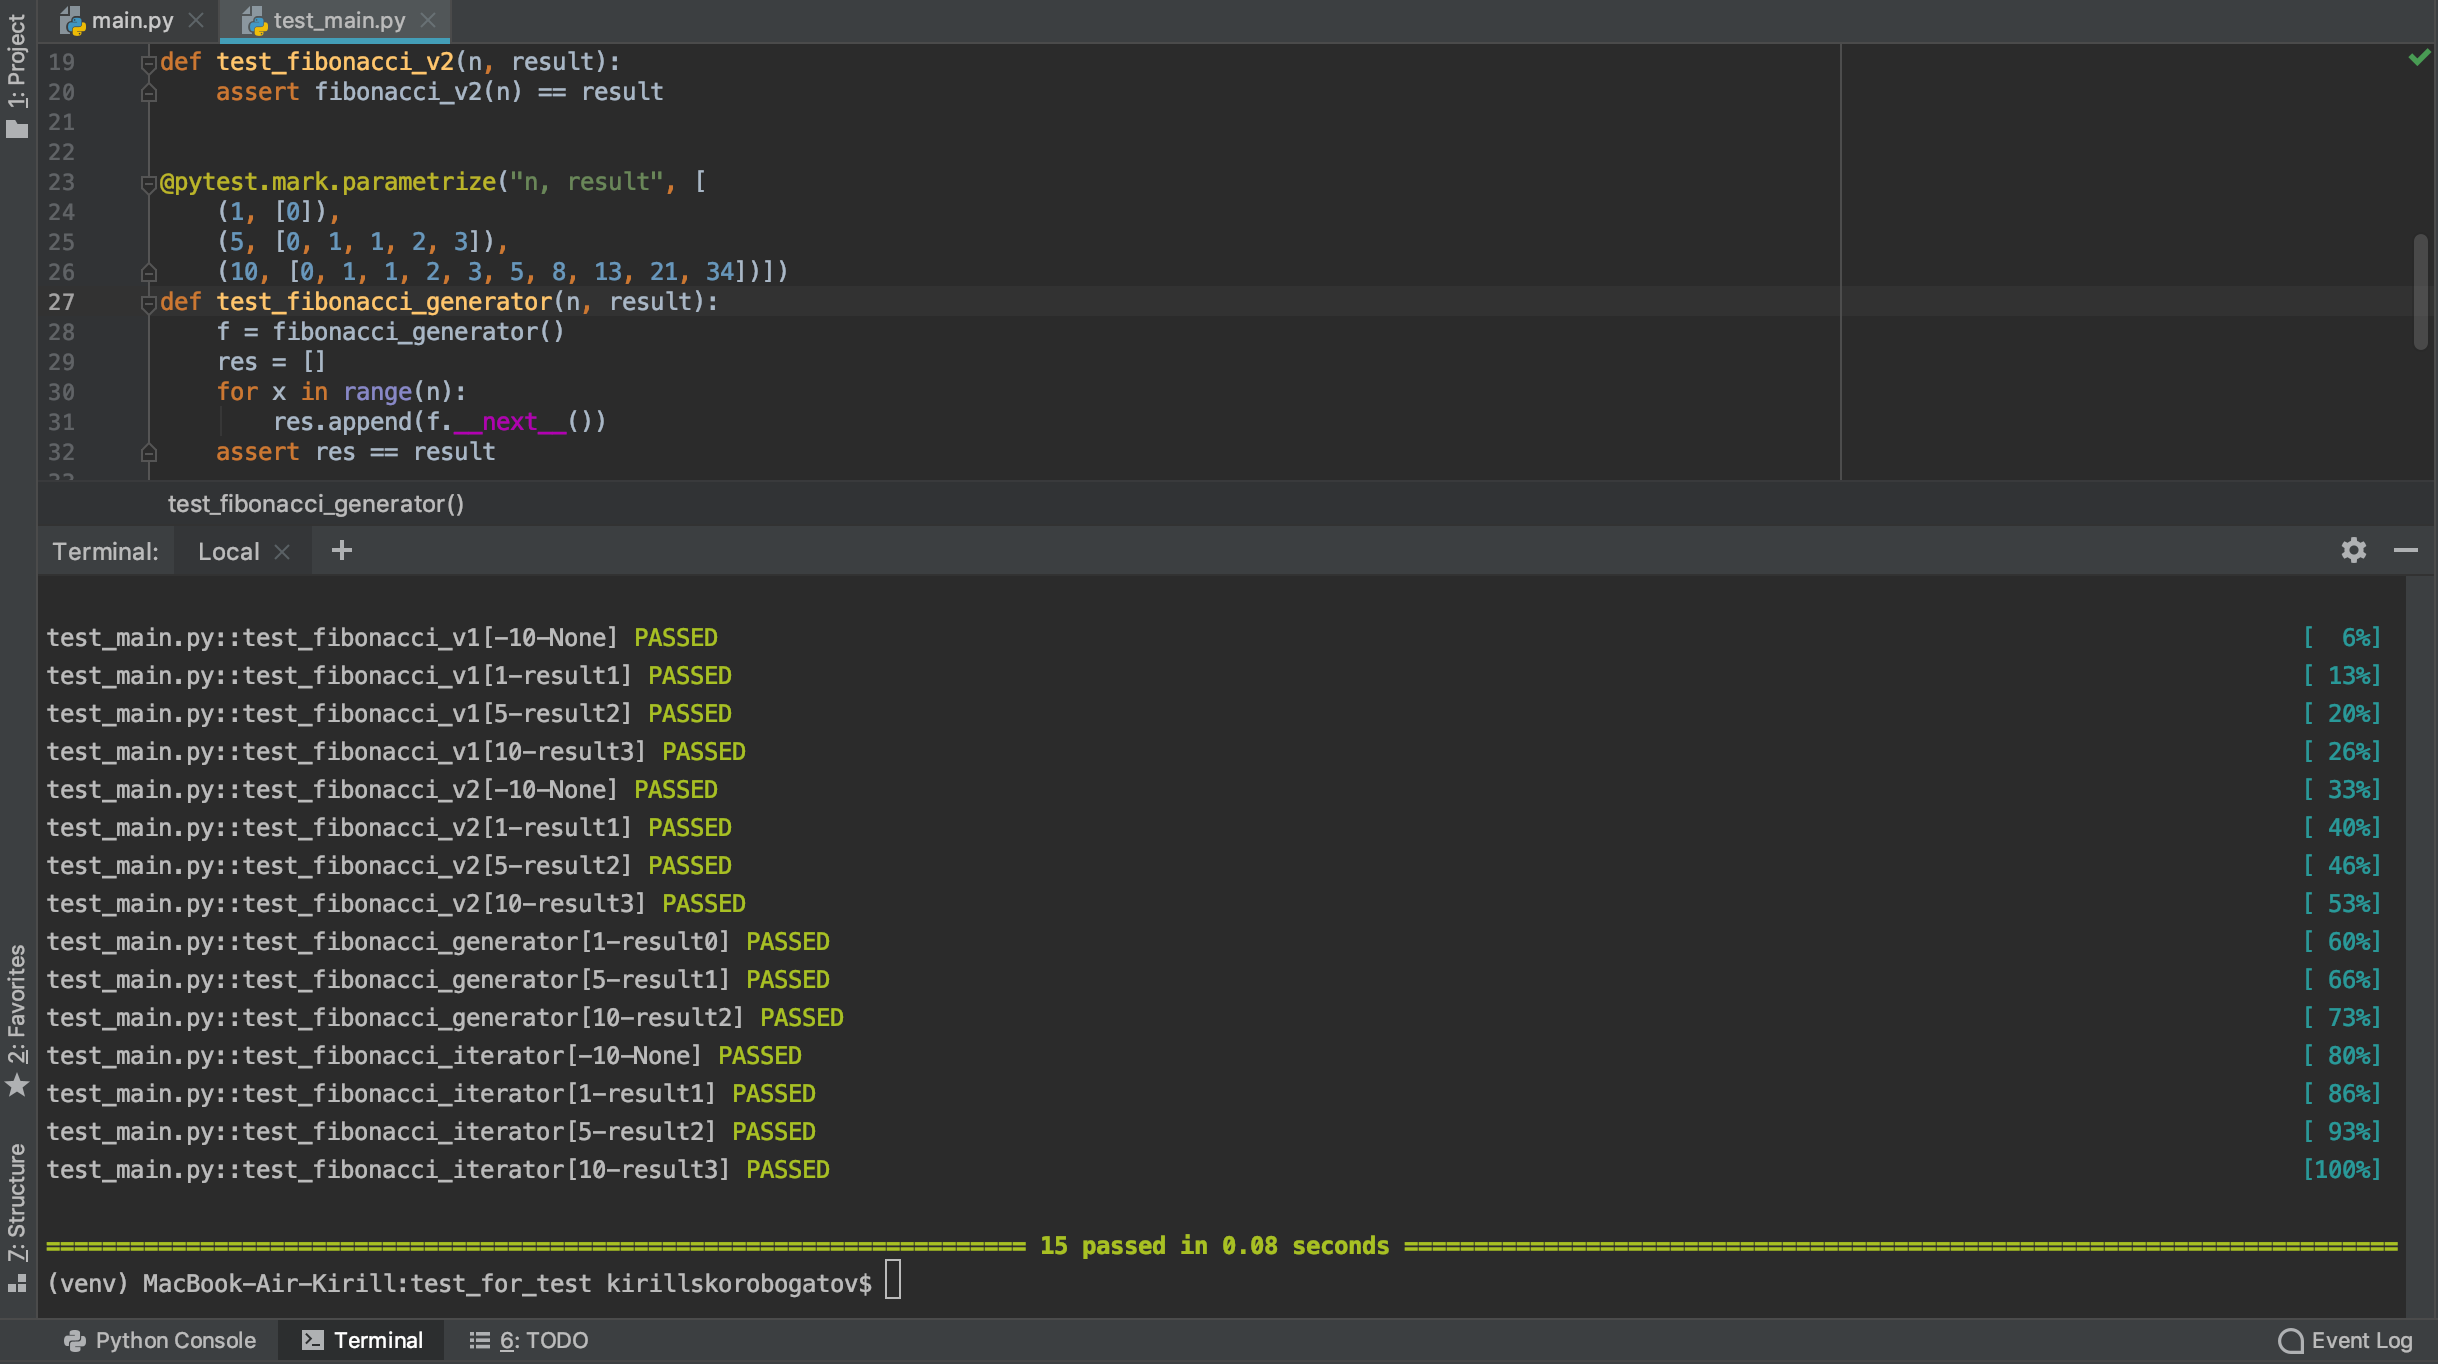 1: Project
main.py
test_main.py
19 def test_fibonacci_v2(n, result):
20 assert fibonacci_v2(n) == result
21
22
23 @pytest.mark.parametrize("n, result", [
24 (1, [0]),
25 (5, [0, 1, 1, 2, 3]),
26 (10, [0, 1, 1, 2, 3, 5, 8, 13, 21, 34])])
27 def test_fibonacci_generator(n, result):
28 f = fibonacci_generator()
29 res = []
30 for x in range(n):
31 res.append(f.__next__())
32 assert res == result
test_fibonacci_generator()
Terminal: Local +
test_main.py::test_fibonacci_v1[-10-None] PASSED [  6%]
test_main.py::test_fibonacci_v1[1-result1] PASSED [ 13%]
test_main.py::test_fibonacci_v1[5-result2] PASSED [ 20%]
test_main.py::test_fibonacci_v1[10-result3] PASSED [ 26%]
test_main.py::test_fibonacci_v2[-10-None] PASSED [ 33%]
test_main.py::test_fibonacci_v2[1-result1] PASSED [ 40%]
test_main.py::test_fibonacci_v2[5-result2] PASSED [ 46%]
test_main.py::test_fibonacci_v2[10-result3] PASSED [ 53%]
test_main.py::test_fibonacci_generator[1-result0] PASSED [ 60%]
test_main.py::test_fibonacci_generator[5-result1] PASSED [ 66%]
test_main.py::test_fibonacci_generator[10-result2] PASSED [ 73%]
test_main.py::test_fibonacci_iterator[-10-None] PASSED [ 80%]
test_main.py::test_fibonacci_iterator[1-result1] PASSED [ 86%]
test_main.py::test_fibonacci_iterator[5-result2] PASSED [ 93%]
test_main.py::test_fibonacci_iterator[10-result3] PASSED [100%]
====================================================================== 15 passed in 0.08 seconds =======================================================================
(venv) MacBook-Air-Kirill:test_for_test kirillskorobogatov$
2: Favorites
7: Structure
Python Console
Terminal
6: TODO
Event Log